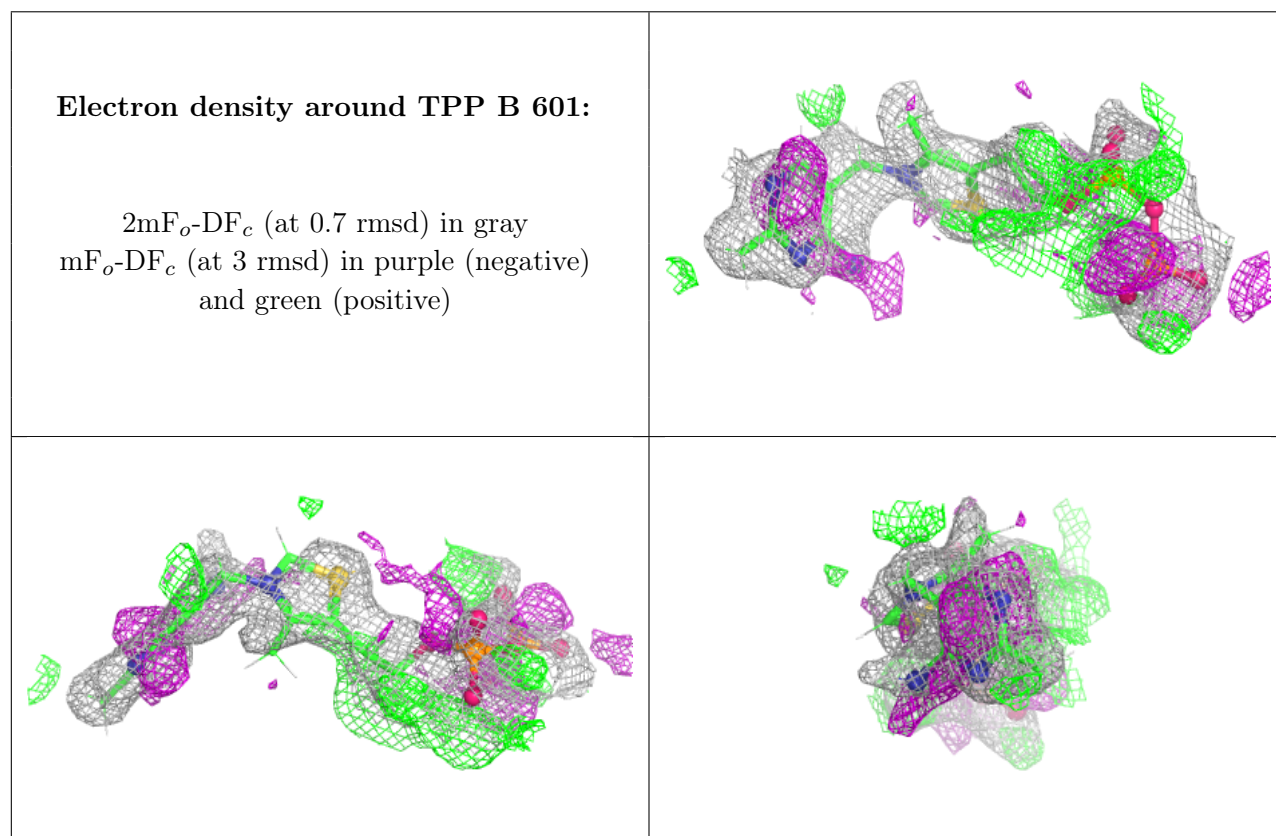 Electron density around TPP B 601:
2mFo-DFc (at 0.7 rmsd) in gray
mFo-DFc (at 3 rmsd) in purple (negative)
and green (positive)